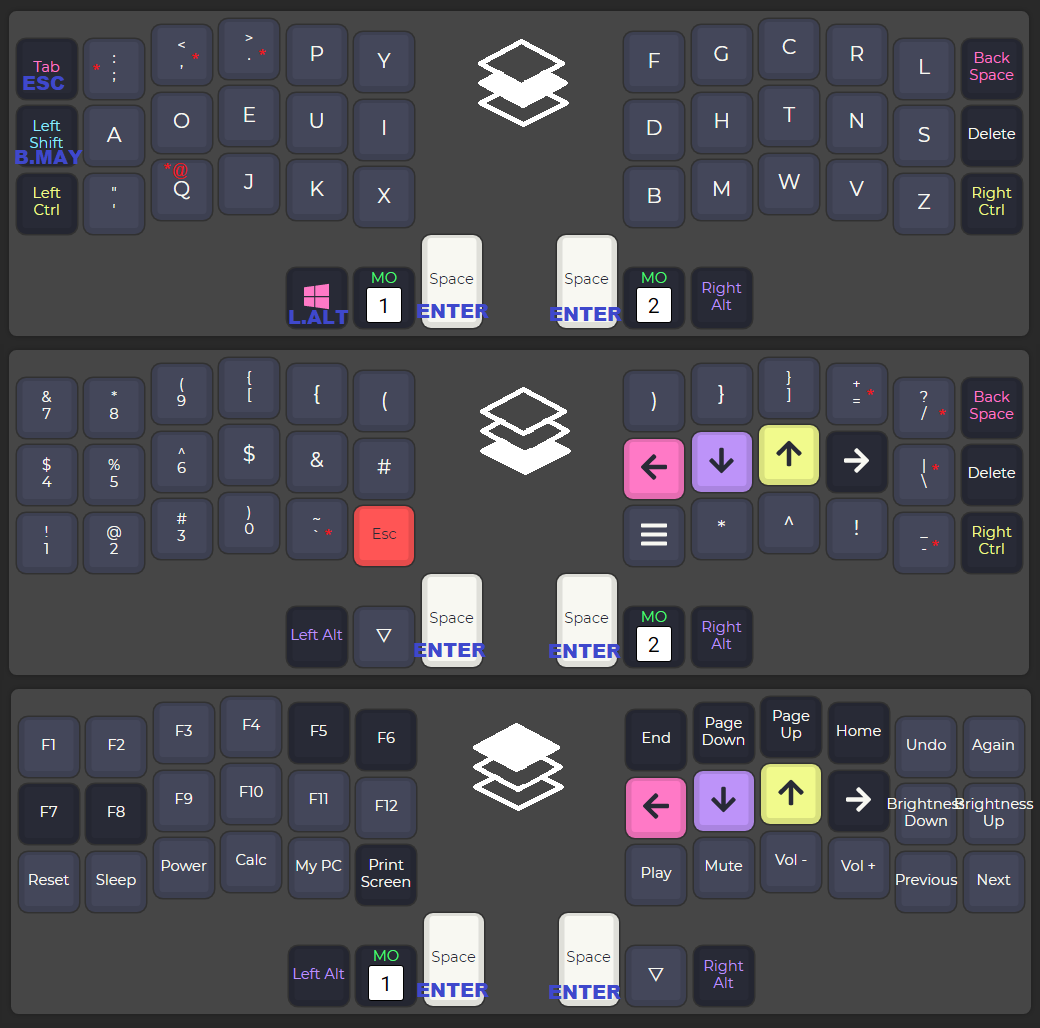 Tab
ESC
* : ;
< , *
> . *
P
Y
F
G
C
R
L
Back Space
Left Shift
B.MAY
A
O
E
U
I
D
H
T
N
S
Delete
Left Ctrl
" '
*@
Q
J
K
X
B
M
W
V
Z
Right Ctrl
L.ALT
MO
1
Space
ENTER
Space
ENTER
MO
2
Right Alt
& 7
* 8
( 9
{ [
{
(
)
}
} ]
+ = *
? / *
Back Space
$ 4
% 5
^ 6
$
&
#
←
↓
↑
→
| \ *
Delete
! 1
@ 2
# 3
) 0
~ ` *
Esc
☰
*
^
!
_ - *
Right Ctrl
Left Alt
▽
Space
ENTER
Space
ENTER
MO
2
Right Alt
F1
F2
F3
F4
F5
F6
End
Page Down
Page Up
Home
Undo
Again
F7
F8
F9
F10
F11
F12
←
↓
↑
→
Brightness Down
Brightness Up
Reset
Sleep
Power
Calc
My PC
Print Screen
Play
Mute
Vol -
Vol +
Previous
Next
Left Alt
MO
1
Space
ENTER
Space
ENTER
▽
Right Alt